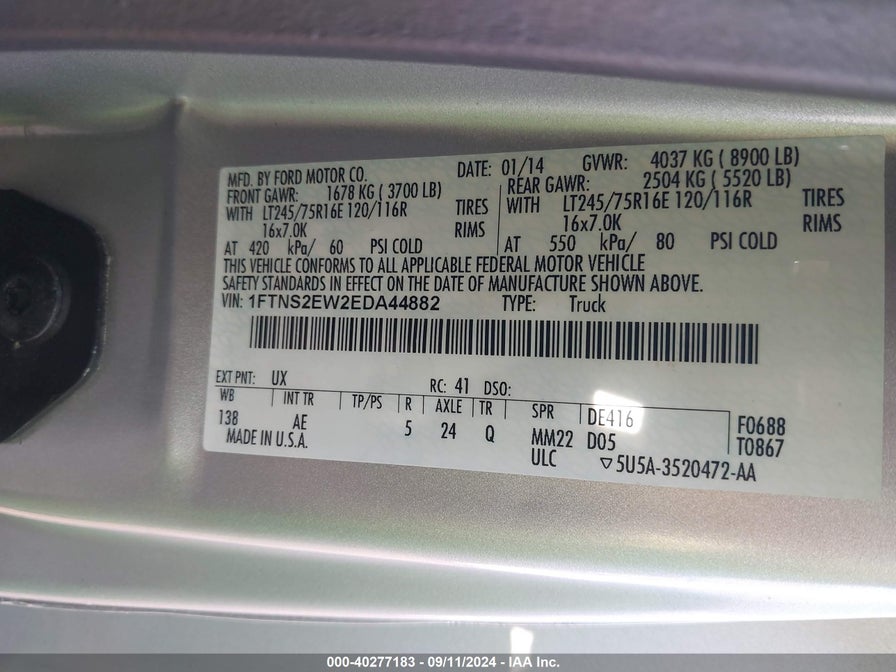 MFD. BY FORD MOTOR CO. DATE: 01/14 GVWR: 4037 KG ( 8900 LB)
FRONT GAWR: 1678 KG ( 3700 LB) REAR GAWR: 2504 KG ( 5520 LB)
WITH LT245/75R16E 120/116R TIRES WITH LT245/75R16E 120/116R TIRES
16x7.0K RIMS 16x7.0K RIMS
AT 420 kPa/ 60 PSI COLD AT 550 kPa/ 80 PSI COLD
THIS VEHICLE CONFORMS TO ALL APPLICABLE FEDERAL MOTOR VEHICLE
SAFETY STANDARDS IN EFFECT ON THE DATE OF MANUFACTURE SHOWN ABOVE.
VIN: 1FTNS2EW2EDA44882 TYPE: Truck
EXT PNT: UX RC: 41 DSO:
WB INT TR TP/PS R AXLE TR SPR DE416 F0688
138 AE 5 24 Q MM22 D05 T0867
MADE IN U.S.A. ULC ▽5U5A-3520472-AA
000-40277183 - 09/11/2024 - IAA Inc.